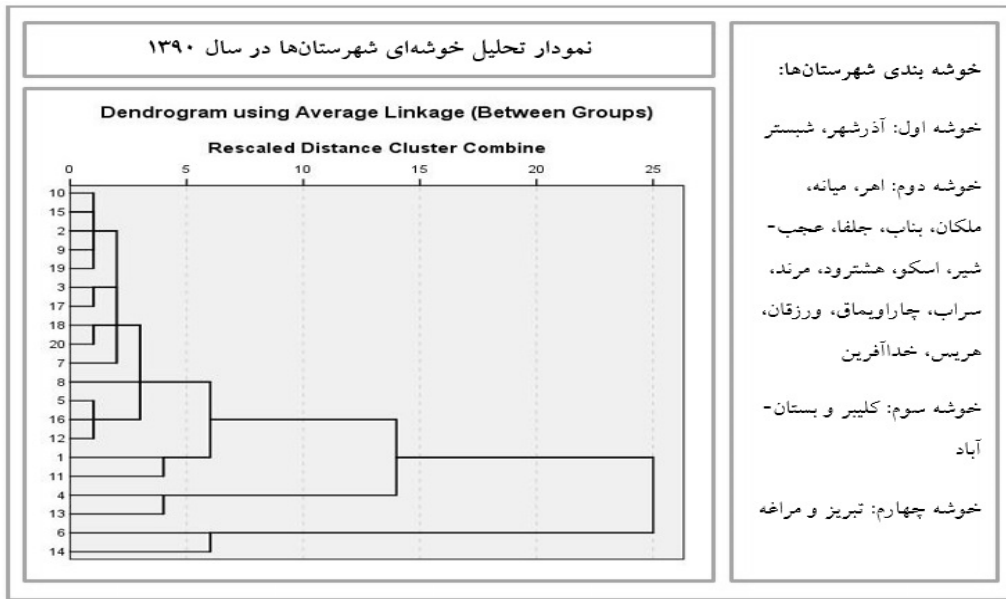 نمودار تحلیل خوشه‌ای شهرستان‌ها در سال ۱۳۹۰
Dendrogram using Average Linkage (Between Groups)
Rescaled Distance Cluster Combine
0 5 10 15 20 25
10
15
2
9
19
3
17
18
20
7
8
5
16
12
1
11
4
13
6
14
خوشه بندی شهرستان‌ها:
خوشه اول: آذرشهر، شبستر
خوشه دوم: اهر، میانه،
ملکان، بناب، جلفا، عجب-
شیر، اسکو، هشترود، مرند،
سراب، چاراویماق، ورزقان،
هریس، خداآفرین
خوشه سوم: کلیبر و بستان-
آباد
خوشه چهارم: تبریز و مراغه